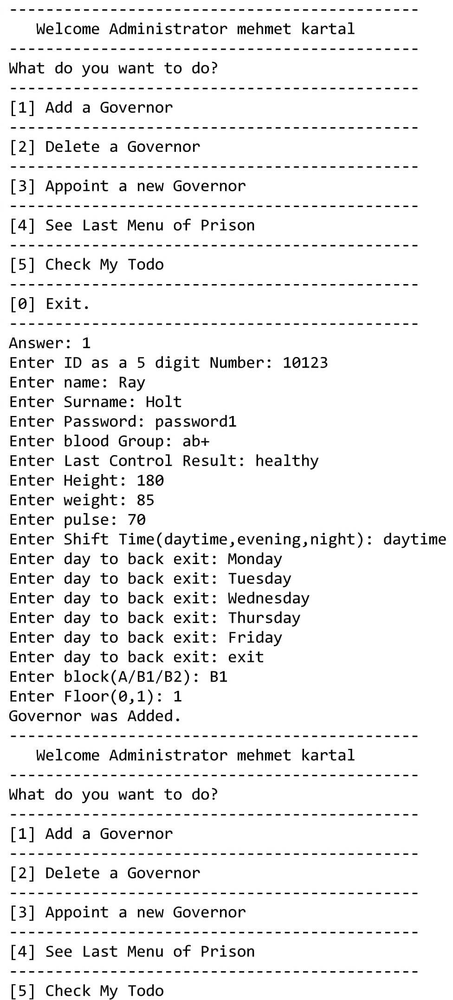 ---------------------------------------------
   Welcome Administrator mehmet kartal
---------------------------------------------
What do you want to do?
---------------------------------------------
[1] Add a Governor
---------------------------------------------
[2] Delete a Governor
---------------------------------------------
[3] Appoint a new Governor
---------------------------------------------
[4] See Last Menu of Prison
---------------------------------------------
[5] Check My Todo
---------------------------------------------
[0] Exit.
---------------------------------------------
Answer: 1
Enter ID as a 5 digit Number: 10123
Enter name: Ray
Enter Surname: Holt
Enter Password: password1
Enter blood Group: ab+
Enter Last Control Result: healthy
Enter Height: 180
Enter weight: 85
Enter pulse: 70
Enter Shift Time(daytime,evening,night): daytime
Enter day to back exit: Monday
Enter day to back exit: Tuesday
Enter day to back exit: Wednesday
Enter day to back exit: Thursday
Enter day to back exit: Friday
Enter day to back exit: exit
Enter block(A/B1/B2): B1
Enter Floor(0,1): 1
Governor was Added.
---------------------------------------------
   Welcome Administrator mehmet kartal
---------------------------------------------
What do you want to do?
---------------------------------------------
[1] Add a Governor
---------------------------------------------
[2] Delete a Governor
---------------------------------------------
[3] Appoint a new Governor
---------------------------------------------
[4] See Last Menu of Prison
---------------------------------------------
[5] Check My Todo